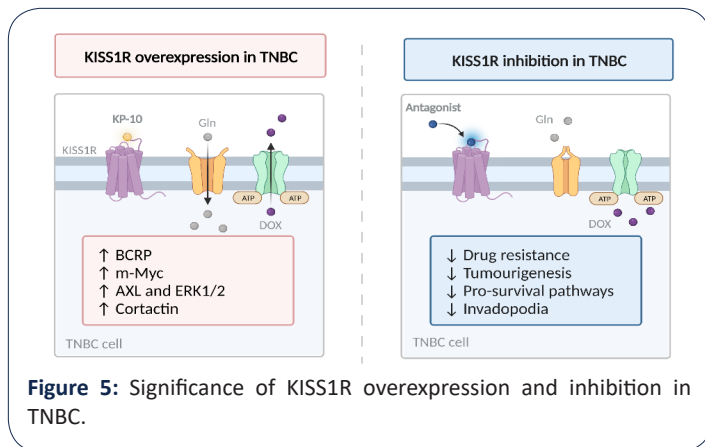 KISS1R overexpression in TNBC
KP-10
Gln
KISS1R
ATP
ATP
DOX
↑ BCRP
↑ m-Myc
↑ AXL and ERK1/2
↑ Cortactin
TNBC cell
KISS1R inhibition in TNBC
Antagonist
Gln
ATP
ATP
DOX
↓ Drug resistance
↓ Tumourigenesis
↓ Pro-survival pathways
↓ Invadopodia
TNBC cell
Figure 5: Significance of KISS1R overexpression and inhibition in
TNBC.